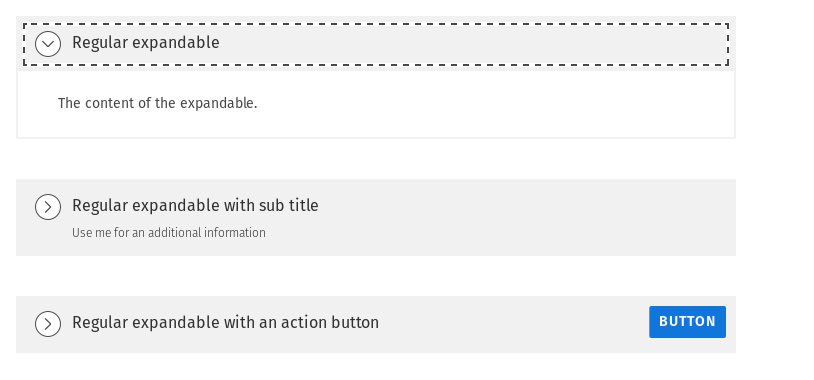 Regular expandable
The content of the expandable.
Regular expandable with sub title
Use me for an additional information
Regular expandable with an action button
BUTTON